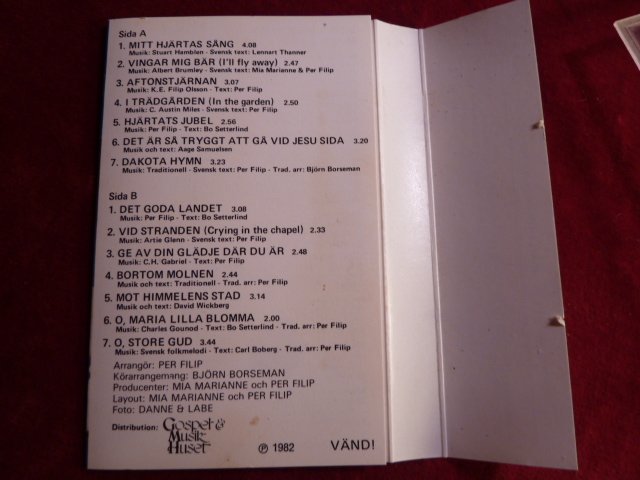 Sida A
1. MITT HJÄRTAS SÅNG 4.08
Musik: Stuart Hamblen - Svensk text: Lennart Thanner
2. VINGAR MIG BÄR (I'll fly away) 2.47
Musik: Albert Brumley - Svensk text: Mia Marianne & Per Filip
3. AFTONSTJÄRNAN 3.07
Musik: K.E. Filip Olsson - Text: Per Filip
4. I TRÄDGÅRDEN (In the garden) 2.50
Musik: C. Austin Miles - Svensk text: Per Filip
5. HJÄRTATS JUBEL 2.56
Musik: Per Filip - Text: Bo Setterlind
6. DET ÄR SÅ TRYGGT ATT GÅ VID JESU SIDA 3.20
Musik och text: Aage Samuelsen
7. DAKOTA HYMN 3.23
Musik: Traditionell - Svensk text: Per Filip - Trad. arr: Björn Borseman
Sida B
1. DET GODA LANDET 3.08
Musik: Per Filip - Text: Bo Setterlind
2. VID STRANDEN (Crying in the chapel) 2.33
Musik: Artie Glenn - Svensk text: Per Filip
3. GE AV DIN GLÄDJE DÄR DU ÄR 2.48
Musik: C.H. Gabriel - Text: Per Filip
4. BORTOM MOLNEN 2.44
Musik och text: Traditionell - Trad. arr: Per Filip
5. MOT HIMMELENS STAD 3.14
Musik och text: David Wickberg
6. O, MARIA LILLA BLOMMA 2.00
Musik: Charles Gounod - Text: Bo Setterlind - Trad. arr: Per Filip
7. O, STORE GUD 3.44
Musik: Svensk folkmelodi - Text: Carl Boberg - Trad. arr: Per Filip
Arrangör: PER FILIP
Körarrangemang: BJÖRN BORSEMAN
Producenter: MIA MARIANNE och PER FILIP
Layout: MIA MARIANNE och PER FILIP
Foto: DANNE & LABE
Distribution: Gospel &
Musik
Huset
℗ 1982 VÄND!